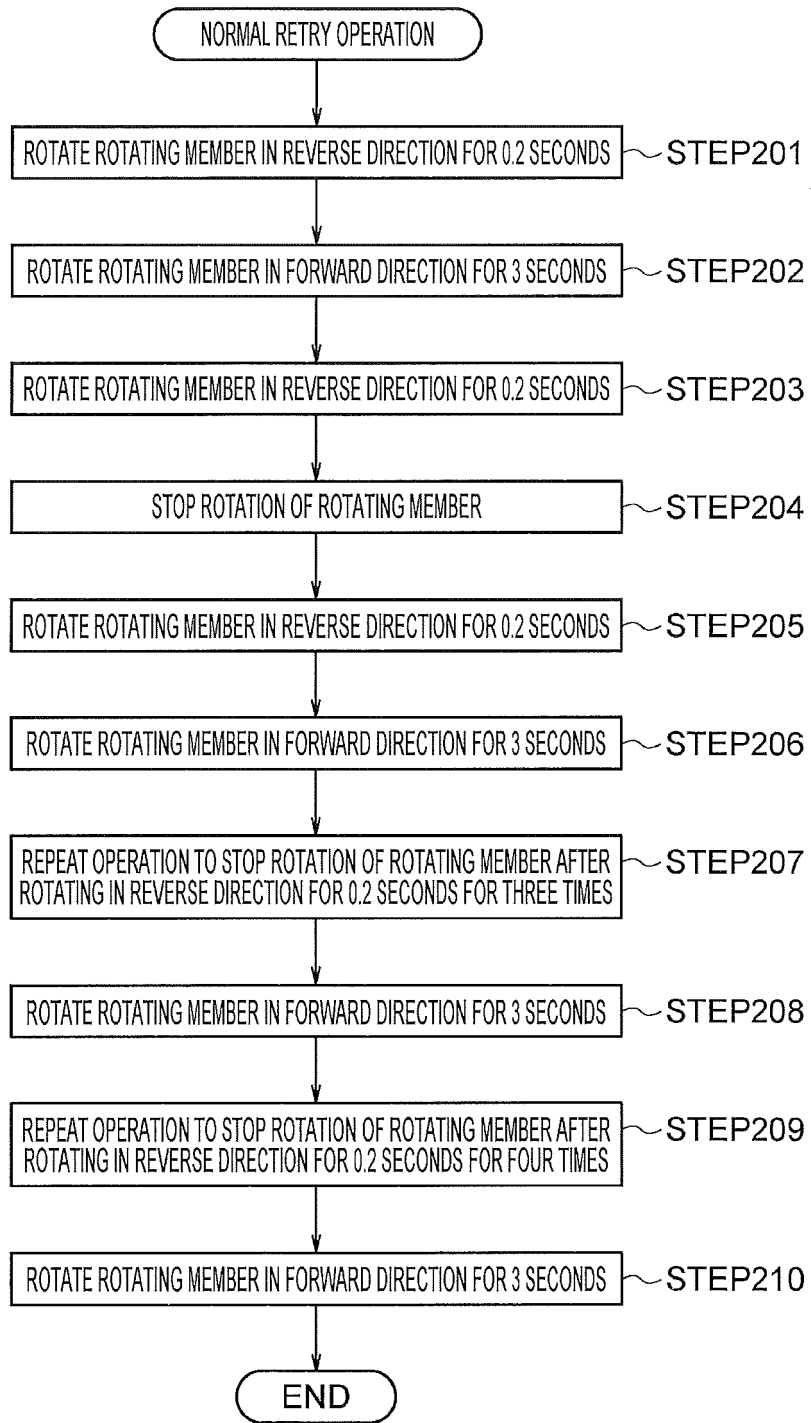 NORMAL RETRY OPERATION
ROTATE ROTATING MEMBER IN REVERSE DIRECTION FOR 0.2 SECONDS
STEP201
ROTATE ROTATING MEMBER IN FORWARD DIRECTION FOR 3 SECONDS
STEP202
ROTATE ROTATING MEMBER IN REVERSE DIRECTION FOR 0.2 SECONDS
STEP203
STOP ROTATION OF ROTATING MEMBER
STEP204
ROTATE ROTATING MEMBER IN REVERSE DIRECTION FOR 0.2 SECONDS
STEP205
ROTATE ROTATING MEMBER IN FORWARD DIRECTION FOR 3 SECONDS
STEP206
REPEAT OPERATION TO STOP ROTATION OF ROTATING MEMBER AFTER
ROTATING IN REVERSE DIRECTION FOR 0.2 SECONDS FOR THREE TIMES
STEP207
ROTATE ROTATING MEMBER IN FORWARD DIRECTION FOR 3 SECONDS
STEP208
REPEAT OPERATION TO STOP ROTATION OF ROTATING MEMBER AFTER
ROTATING IN REVERSE DIRECTION FOR 0.2 SECONDS FOR FOUR TIMES
STEP209
ROTATE ROTATING MEMBER IN FORWARD DIRECTION FOR 3 SECONDS
STEP210
END